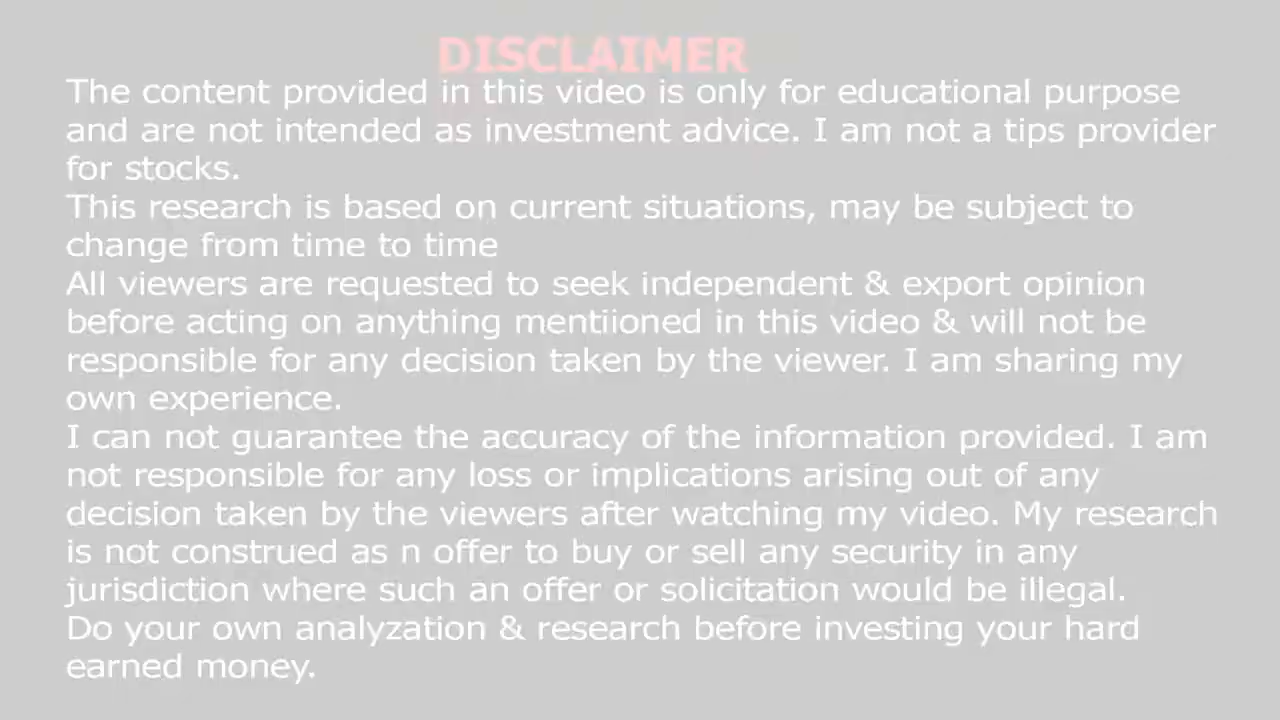 DISCLAIMER
The content provided in this video is only for educational purpose
and are not intended as investment advice. I am not a tips provider
for stocks.
This research is based on current situations, may be subject to
change from time to time
All viewers are requested to seek independent & export opinion
before acting on anything mentiioned in this video & will not be
responsible for any decision taken by the viewer. I am sharing my
own experience.
I can not guarantee the accuracy of the information provided. I am
not responsible for any loss or implications arising out of any
decision taken by the viewers after watching my video. My research
is not construed as n offer to buy or sell any security in any
jurisdiction where such an offer or solicitation would be illegal.
Do your own analyzation & research before investing your hard
earned money.